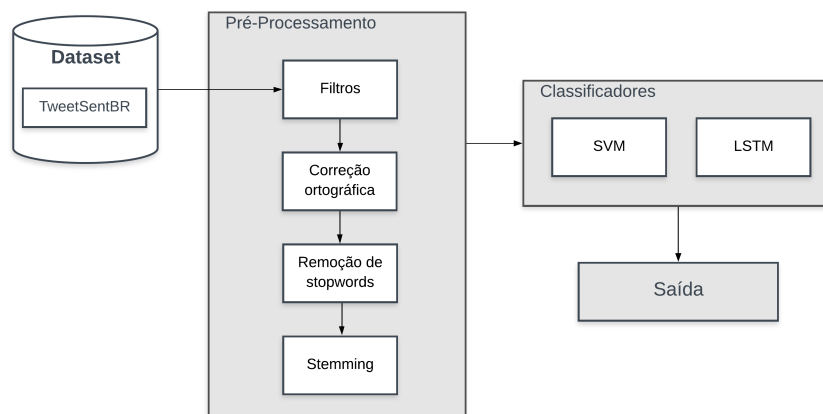 Dataset
TweetSentBR
Pré-Processamento
Filtros
Correção
ortográfica
Remoção de
stopwords
Stemming
Classificadores
SVM
LSTM
Saída